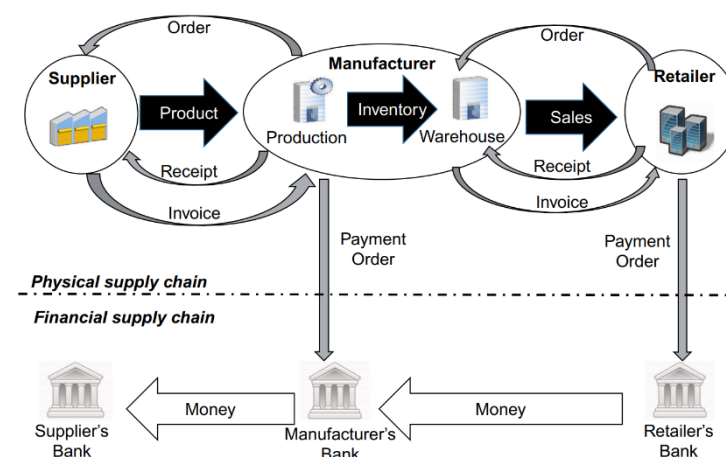 Order
Order
Supplier
Manufacturer
Retailer
Product
Inventory
Sales
Production
Warehouse
Receipt
Receipt
Invoice
Invoice
Payment
Order
Payment
Order
Physical supply chain
Financial supply chain
Money
Money
Supplier's
Bank
Manufacturer's
Bank
Retailer's
Bank